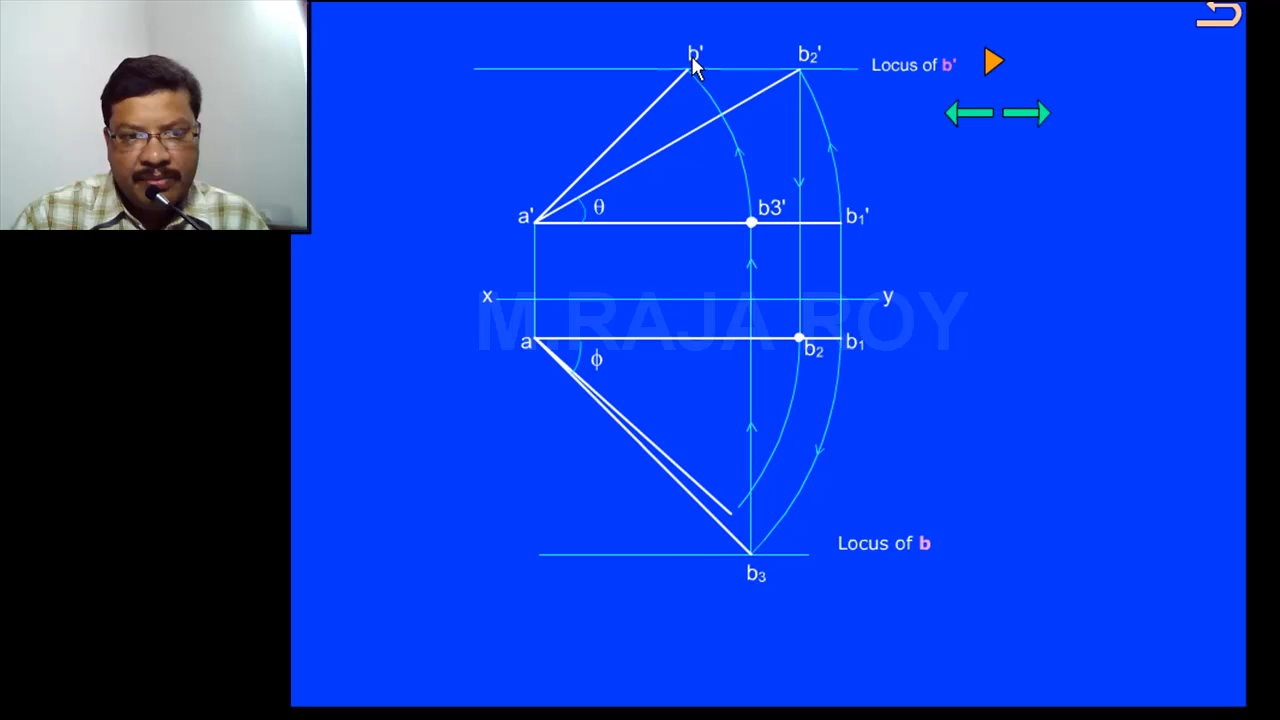 b' b₂' Locus of b'
a' θ b3' b₁'
x y
M.RAJA ROY
a ϕ b₂ b₁
Locus of b
b₃